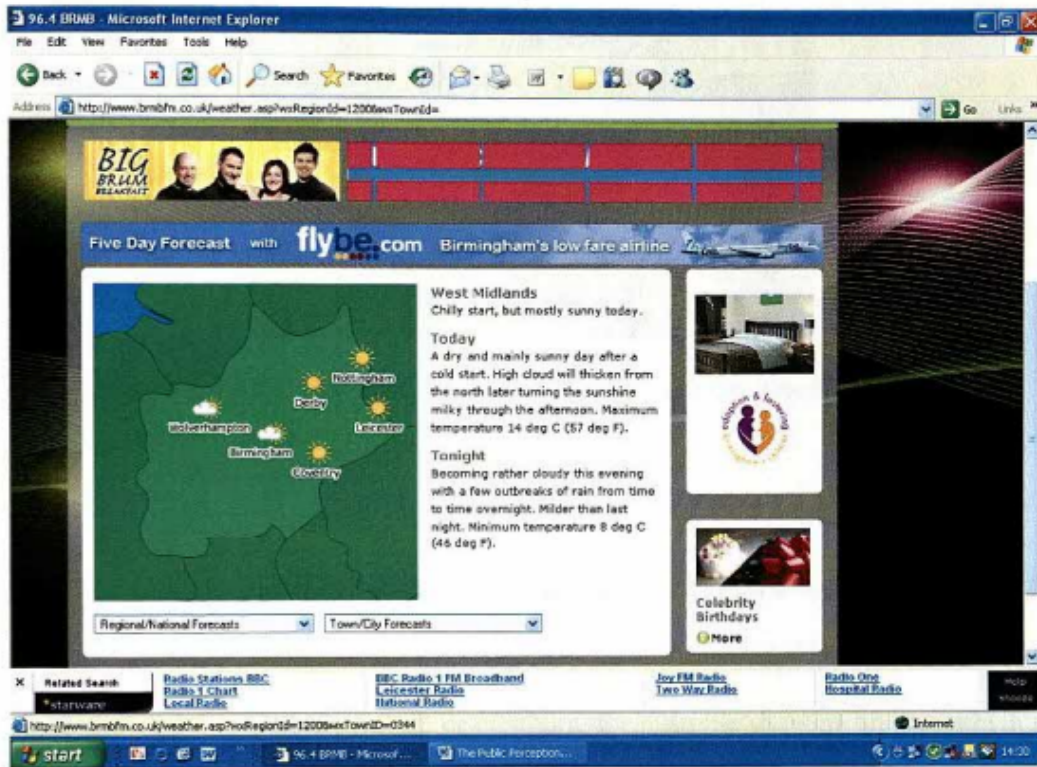 96.4 BRMB - Microsoft Internet Explorer
File Edit View Favorites Tools Help
Back Search Favorites
Address http://www.brmbfm.co.uk/weather.asp?wxRegionId=1200&wxTownId= Go Links
BIG
BRUM
BREAKFAST
Five Day Forecast with flybe.com Birmingham's low fare airline
West Midlands
Chilly start, but mostly sunny today.
Today
A dry and mainly sunny day after a
cold start. High cloud will thicken from
the north later turning the sunshine
milky through the afternoon. Maximum
temperature 14 deg C (57 deg F).
Tonight
Becoming rather cloudy this evening
with a few outbreaks of rain from time
to time overnight. Milder than last
night. Minimum temperature 8 deg C
(46 deg F).
Nottingham
Derby
Leicester
Wolverhampton
Birmingham
Coventry
Regional/National Forecasts
Town/City Forecasts
adoption & fostering
Celebrity
Birthdays
More
Related Search
starware
Radio Stations BBC
Radio 1 Chart
Local Radio
BBC Radio 1 FM Broadband
Leicester Radio
National Radio
Joy FM Radio
Two Way Radio
Radio One
Hospital Radio
Help
http://www.brmbfm.co.uk/weather.asp?wxRegionId=1200&wxTownID=0344 Internet
start 96.4 BRMB - Microsof... The Public Perception... 14:30